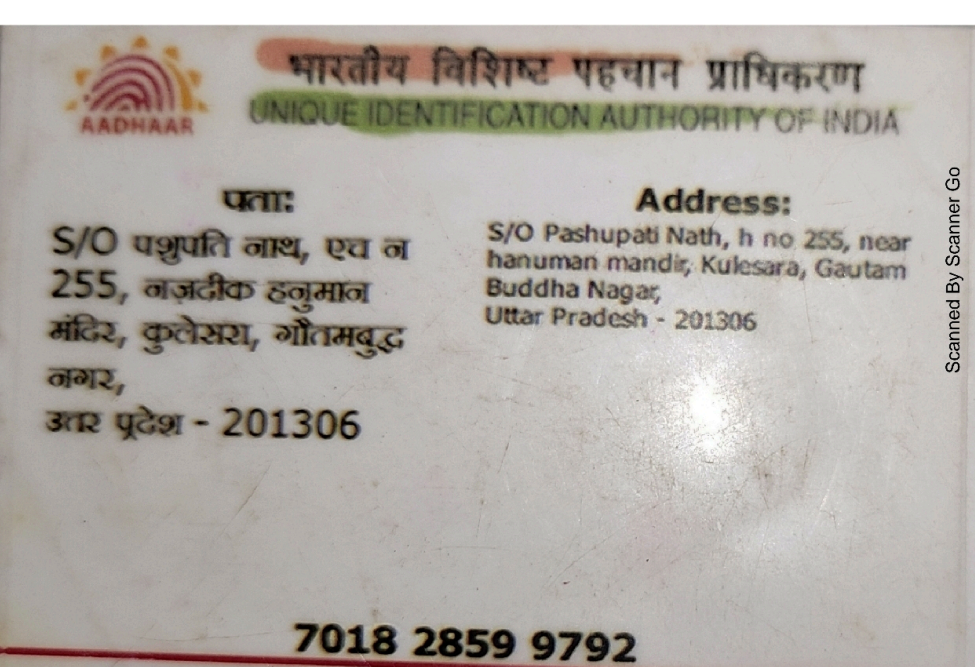 भारतीय विशिष्ट पहचान प्राधिकरण
UNIQUE IDENTIFICATION AUTHORITY OF INDIA
AADHAAR
पता:
S/O पशुपति नाथ, एच न
255, नज़दीक हनुमान
मंदिर, कुलेसरा, गौतमबुद्ध
नगर,
उतर प्रदेश - 201306
Address:
S/O Pashupati Nath, h no 255, near
hanuman mandir, Kulesara, Gautam
Buddha Nagar,
Uttar Pradesh - 201306
7018 2859 9792
Scanned By Scanner Go